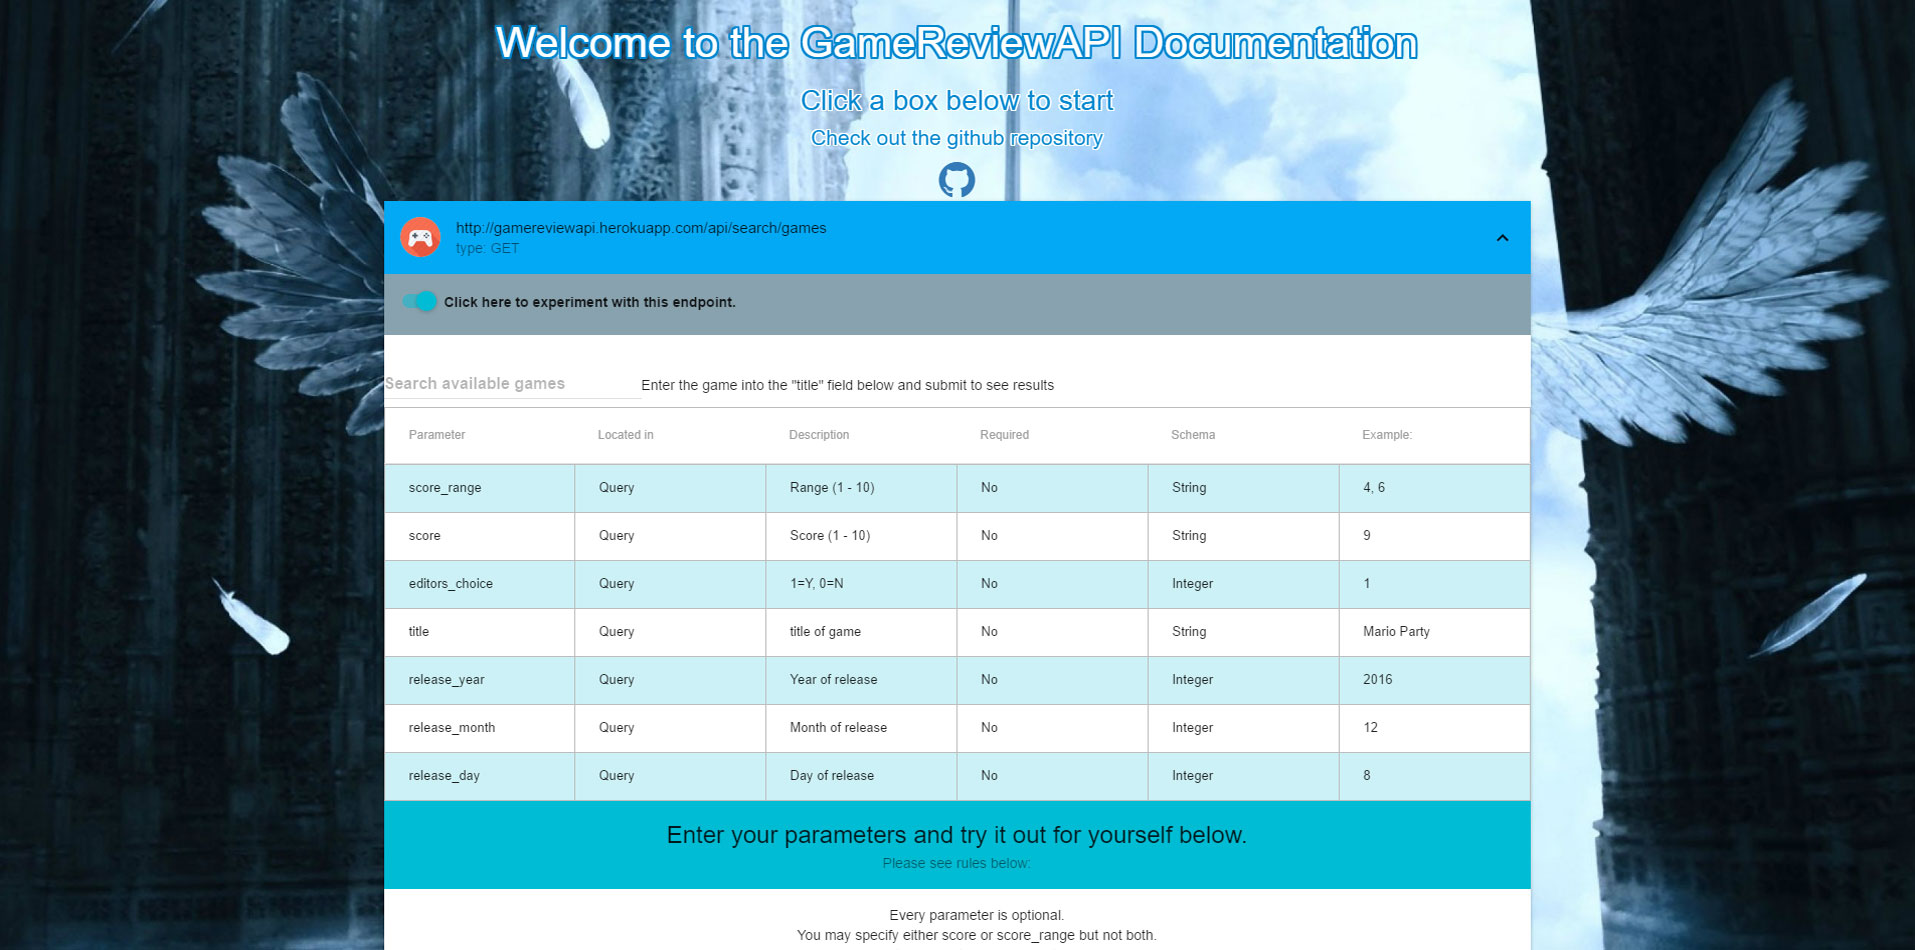 Welcome to the GameReviewAPI Documentation
Click a box below to start
Check out the github repository
http://gamereviewapi.herokuapp.com/api/search/games
type: GET
Click here to experiment with this endpoint.
Search available games Enter the game into the "title" field below and submit to see results
Parameter Located in Description Required Schema Example:
score_range Query Range (1 - 10) No String 4, 6
score Query Score (1 - 10) No String 9
editors_choice Query 1=Y, 0=N No Integer 1
title Query title of game No String Mario Party
release_year Query Year of release No Integer 2016
release_month Query Month of release No Integer 12
release_day Query Day of release No Integer 8
Enter your parameters and try it out for yourself below.
Please see rules below:
Every parameter is optional.
You may specify either score or score_range but not both.